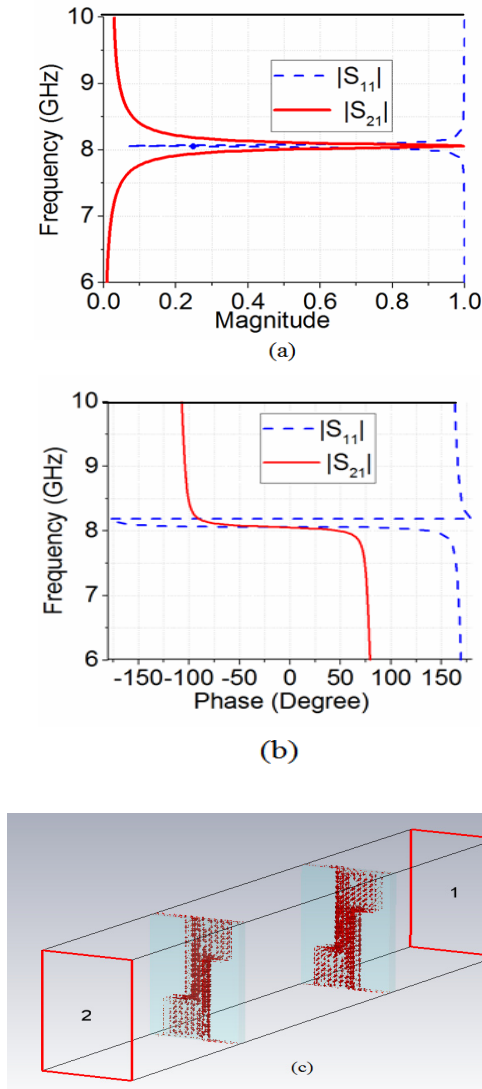 10
9
8
7
6
Frequency (GHz)
|S11|
|S21|
0.0 0.2 0.4 0.6 0.8 1.0
Magnitude
(a)
10
9
8
7
6
Frequency (GHz)
|S11|
|S21|
-150 -100 -50 0 50 100 150
Phase (Degree)
(b)
1
2
(c)